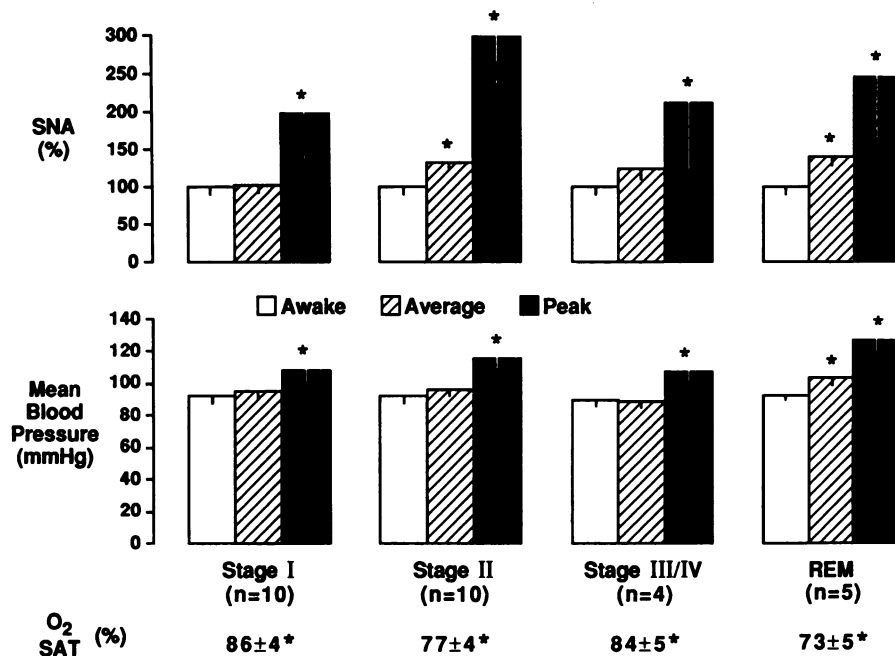 300
250
200
150
100
50
0
SNA
(%)
*
*
*
*
*
*
Awake Average Peak
140
120
100
80
60
40
20
0
Mean
Blood
Pressure
(mmHg)
*
*
*
*
*
Stage I
(n=10)
Stage II
(n=10)
Stage III/IV
(n=4)
REM
(n=5)
O2
SAT (%)
86±4* 77±4* 84±5* 73±5*